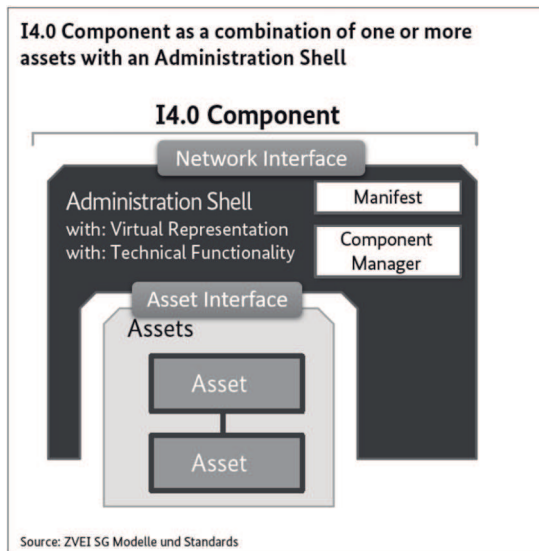 I4.0 Component as a combination of one or more
assets with an Administration Shell
I4.0 Component
Network Interface
Administration Shell
with: Virtual Representation
with: Technical Functionality
Manifest
Component
Manager
Asset Interface
Assets
Asset
Asset
Source: ZVEI SG Modelle und Standards